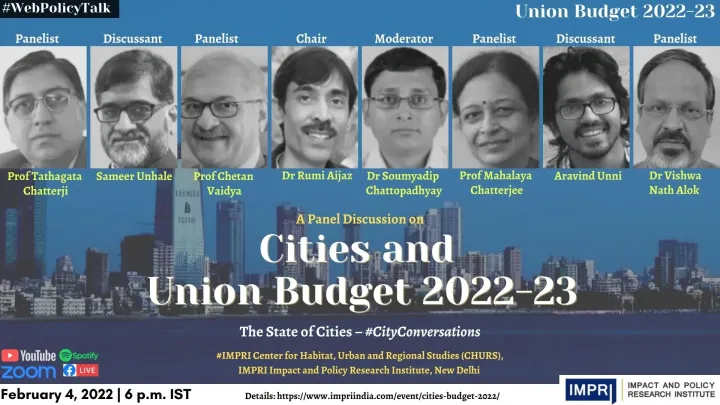 #WebPolicyTalk
Union Budget 2022-23
Panelist Discussant Panelist Chair Moderator Panelist Discussant Panelist
Prof Tathagata Chatterji
Sameer Unhale
Prof Chetan Vaidya
Dr Rumi Aijaz
Dr Soumyadip Chattopadhyay
Prof Mahalaya Chatterjee
Aravind Unni
Dr Vishwa Nath Alok
A Panel Discussion on
Cities and
Union Budget 2022-23
The State of Cities – #CityConversations
#IMPRI Center for Habitat, Urban and Regional Studies (CHURS),
IMPRI Impact and Policy Research Institute, New Delhi
YouTube Spotify
zoom LIVE
February 4, 2022 | 6 p.m. IST
Details: https://www.impriindia.com/event/cities-budget-2022/
IMPRI
IMPACT AND POLICY
RESEARCH INSTITUTE